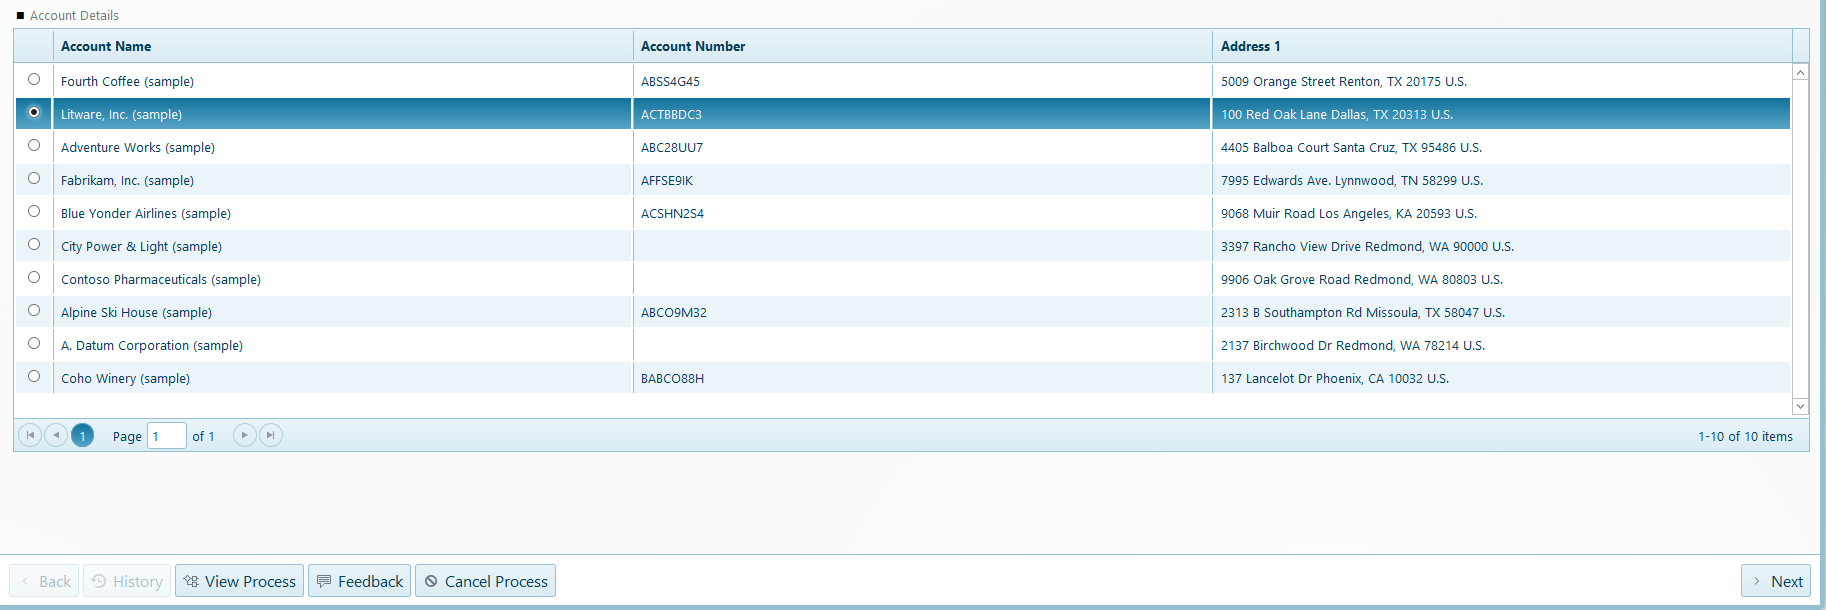 Account Details
Account Name Account Number Address 1
Fourth Coffee (sample) ABSS4G45 5009 Orange Street Renton, TX 20175 U.S.
Litware, Inc. (sample) ACTBBDC3 100 Red Oak Lane Dallas, TX 20313 U.S.
Adventure Works (sample) ABC28UU7 4405 Balboa Court Santa Cruz, TX 95486 U.S.
Fabrikam, Inc. (sample) AFFSE9IK 7995 Edwards Ave. Lynnwood, TN 58299 U.S.
Blue Yonder Airlines (sample) ACSHN2S4 9068 Muir Road Los Angeles, KA 20593 U.S.
City Power & Light (sample) 3397 Rancho View Drive Redmond, WA 90000 U.S.
Contoso Pharmaceuticals (sample) 9906 Oak Grove Road Redmond, WA 80803 U.S.
Alpine Ski House (sample) ABCO9M32 2313 B Southampton Rd Missoula, TX 58047 U.S.
A. Datum Corporation (sample) 2137 Birchwood Dr Redmond, WA 78214 U.S.
Coho Winery (sample) BABCO88H 137 Lancelot Dr Phoenix, CA 10032 U.S.
1 Page 1 of 1 1-10 of 10 items
Back History View Process Feedback Cancel Process Next